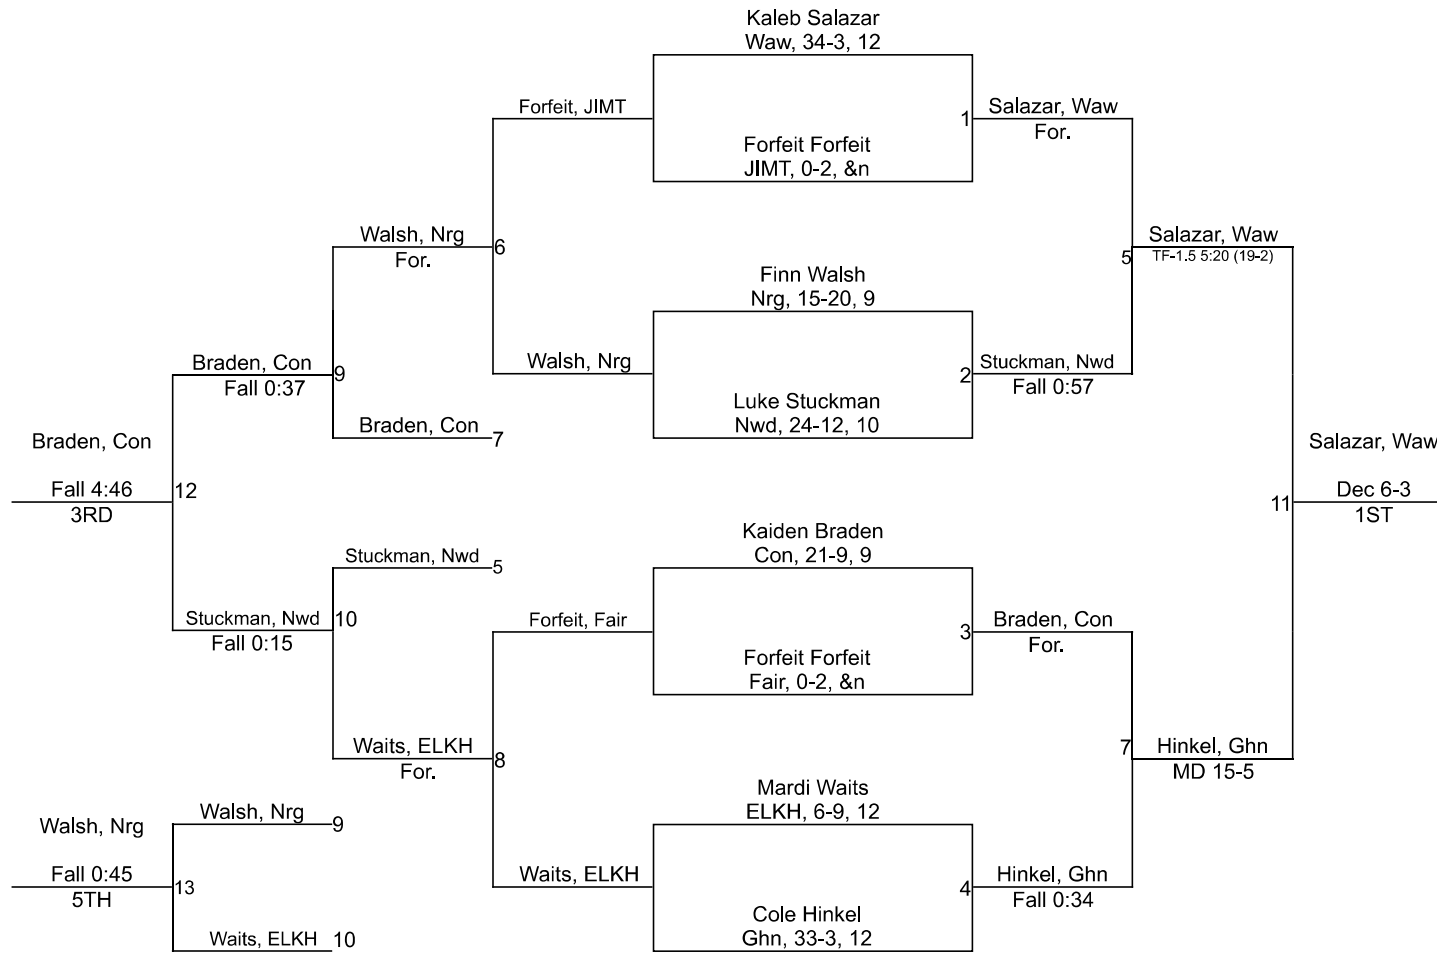 Kaleb Salazar
Waw, 34-3, 12
Forfeit, JIMT
1
Salazar, Waw
For.
Forfeit Forfeit
JIMT, 0-2, &n
Walsh, Nrg
For.
6
5
Salazar, Waw
TF-1.5 5:20 (19-2)
Finn Walsh
Nrg, 15-20, 9
Braden, Con
Fall 0:37
9
Walsh, Nrg
2
Stuckman, Nwd
Fall 0:57
Luke Stuckman
Nwd, 24-12, 10
Braden, Con
7
Braden, Con
Fall 4:46
3RD
12
11
Salazar, Waw
Dec 6-3
1ST
Kaiden Braden
Con, 21-9, 9
Stuckman, Nwd
5
Stuckman, Nwd
Fall 0:15
10
Forfeit, Fair
3
Braden, Con
For.
Forfeit Forfeit
Fair, 0-2, &n
Waits, ELKH
For.
8
7
Hinkel, Ghn
MD 15-5
Mardi Waits
ELKH, 6-9, 12
Walsh, Nrg
9
Walsh, Nrg
Fall 0:45
5TH
13
Waits, ELKH
4
Hinkel, Ghn
Fall 0:34
Cole Hinkel
Ghn, 33-3, 12
Waits, ELKH
10